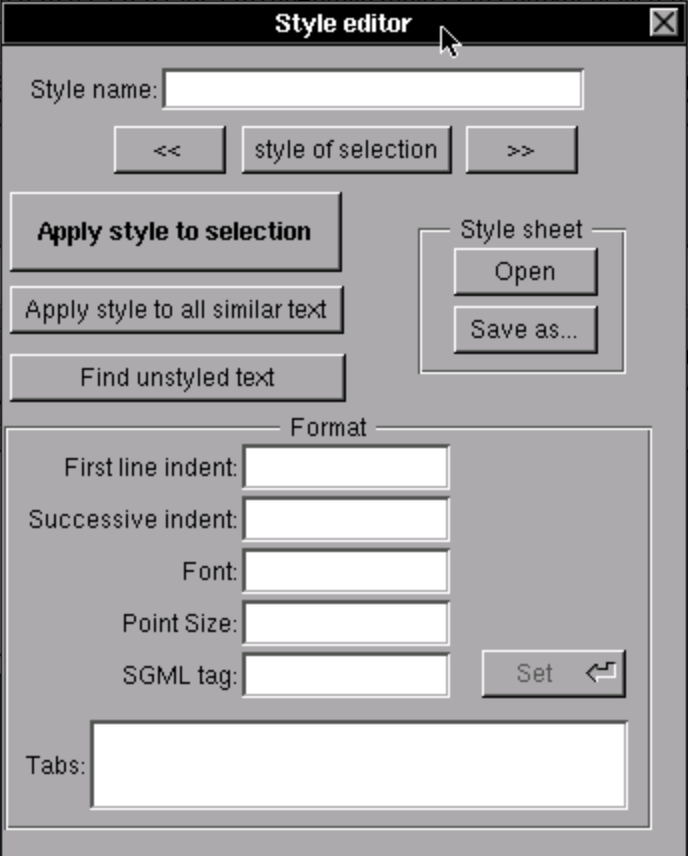 Style editor
Style name:
<< style of selection >>
Apply style to selection
Style sheet
Open
Apply style to all similar text
Save as...
Find unstyled text
Format
First line indent:
Successive indent:
Font:
Point Size:
SGML tag:
Set
Tabs: